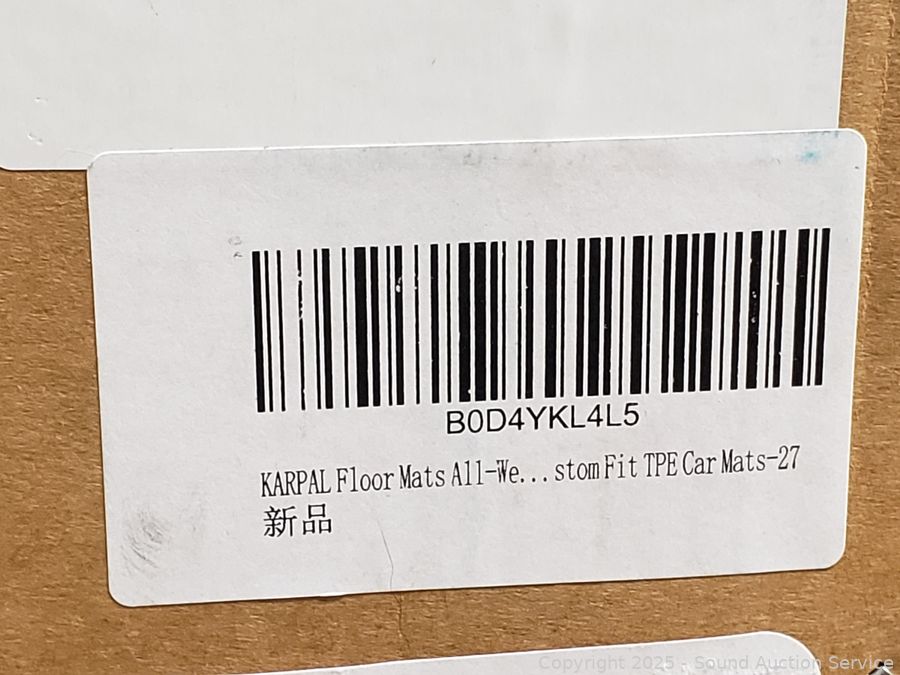 B0D4YKL4L5
KARPAL Floor Mats All-We...stom Fit TPE Car Mats-27
新品
Copyright 2025 - Sound Auction Service